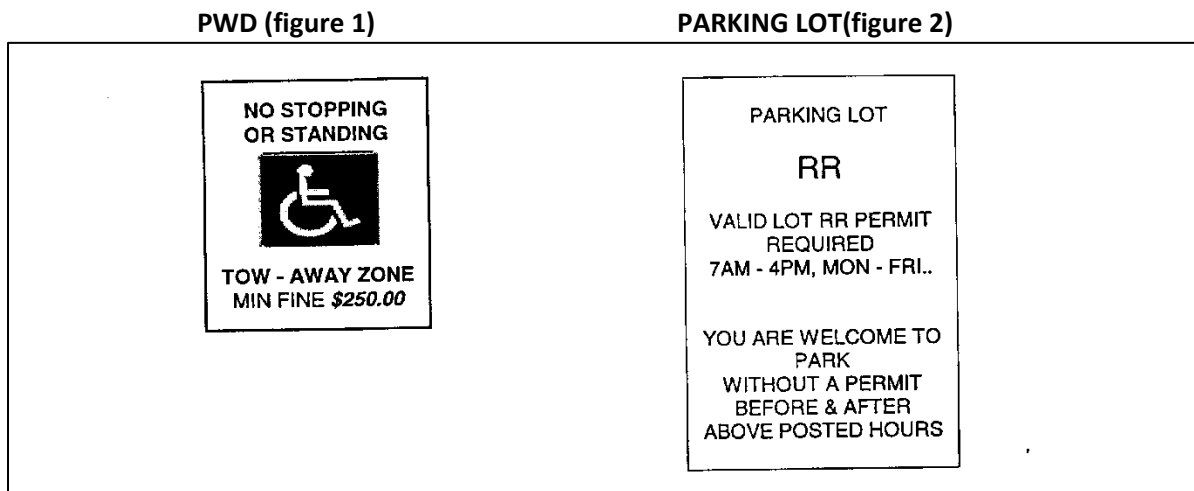 PWD (figure 1)
PARKING LOT(figure 2)
NO STOPPING
OR STANDING
TOW - AWAY ZONE
MIN FINE $250.00
PARKING LOT
RR
VALID LOT RR PERMIT
REQUIRED
7AM - 4PM, MON - FRI..
YOU ARE WELCOME TO
PARK
WITHOUT A PERMIT
BEFORE & AFTER
ABOVE POSTED HOURS